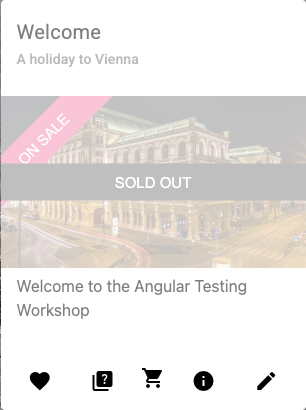 Welcome
A holiday to Vienna
ON SALE
SOLD OUT
Welcome to the Angular Testing
Workshop